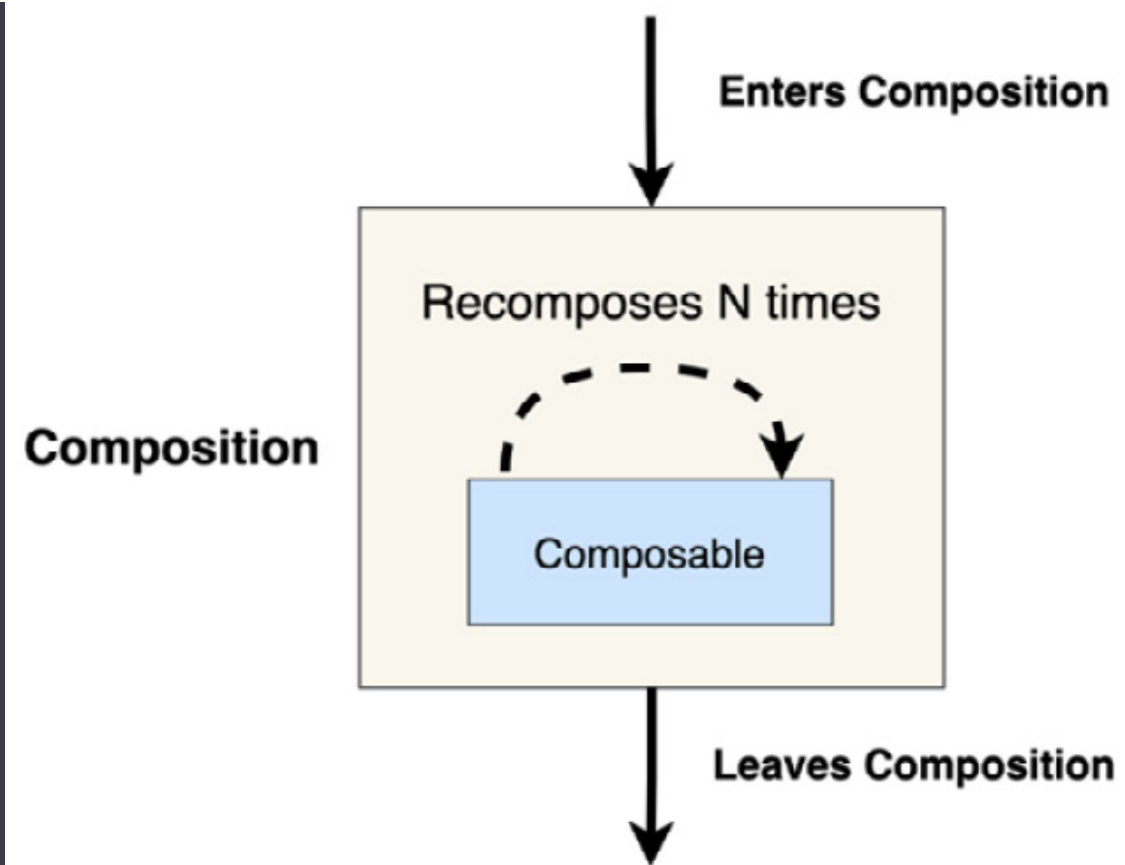 Enters Composition
Recomposes N times
Composition
Composable
Leaves Composition